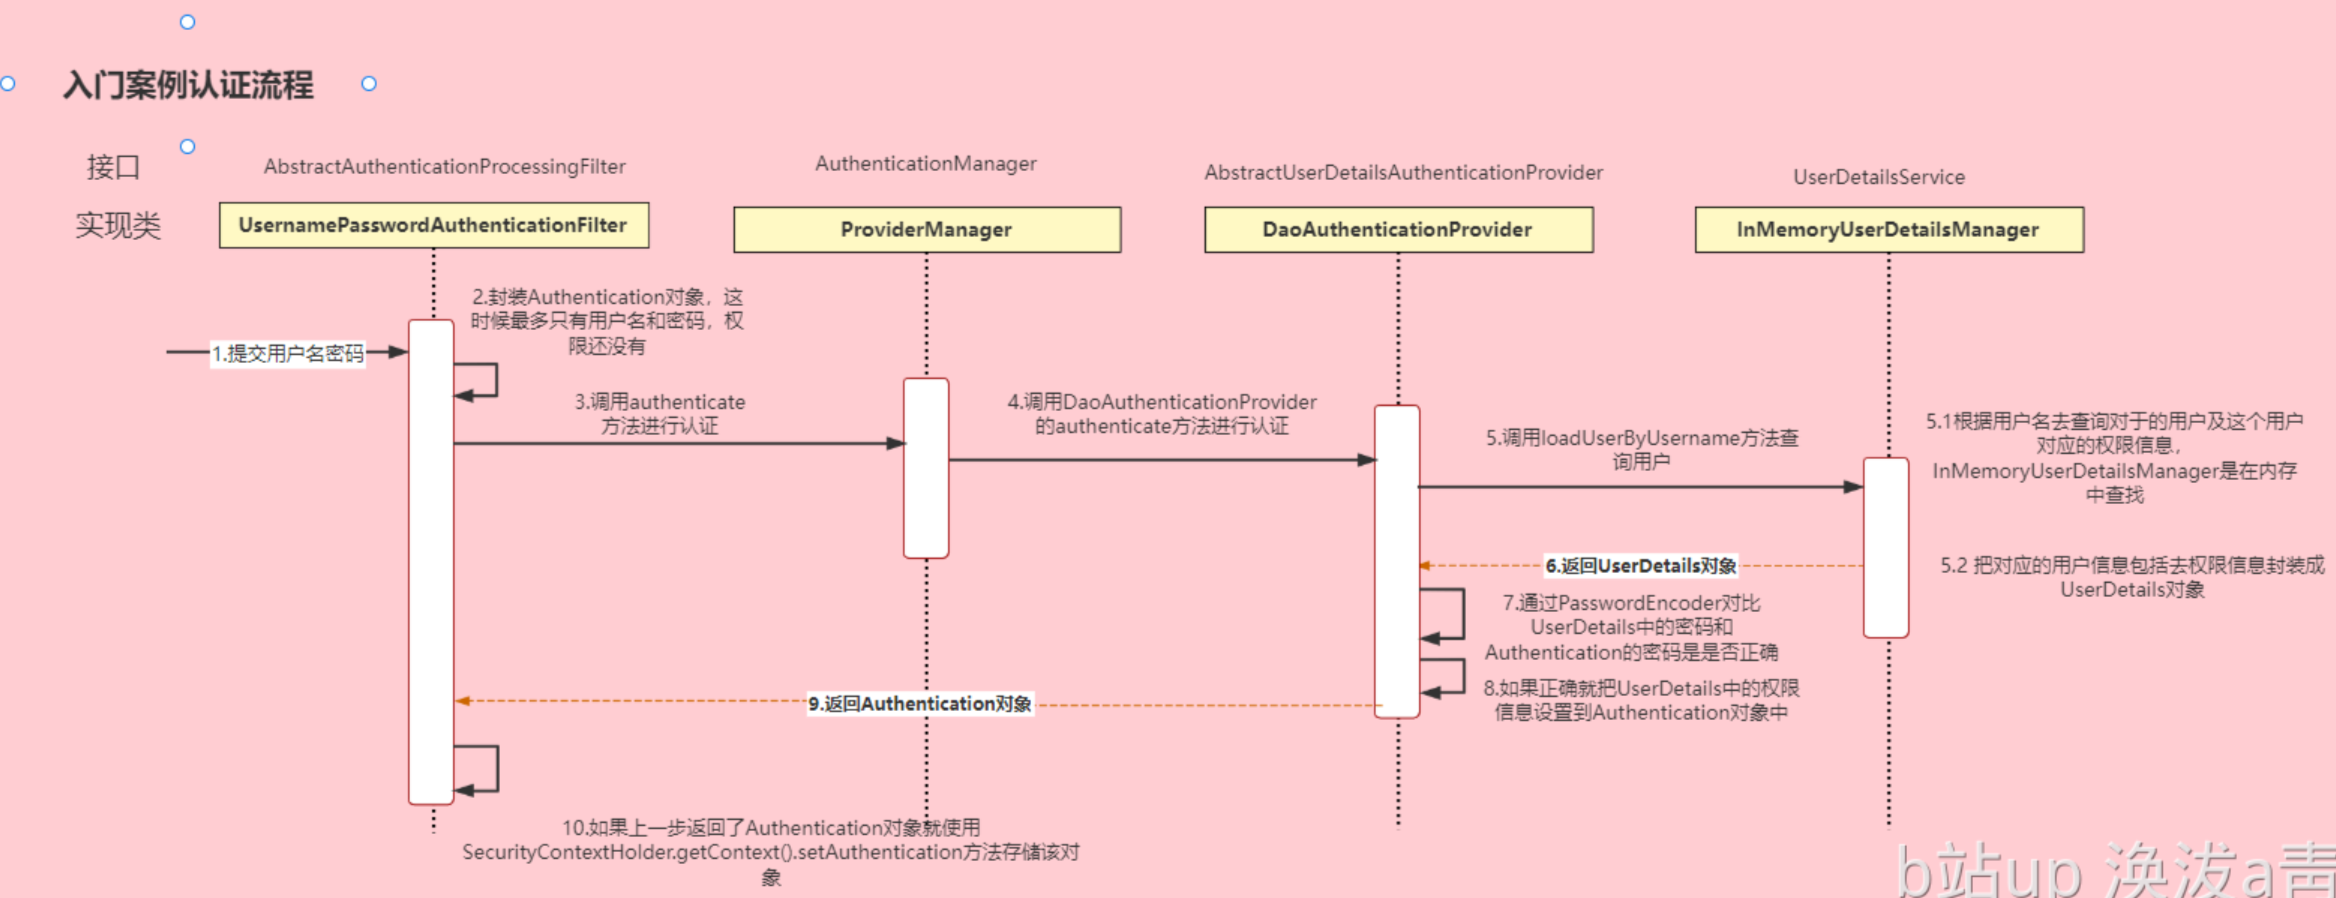 入门案例认证流程
接口
AbstractAuthenticationProcessingFilter
AuthenticationManager
AbstractUserDetailsAuthenticationProvider
UserDetailsService
实现类
UsernamePasswordAuthenticationFilter
ProviderManager
DaoAuthenticationProvider
InMemoryUserDetailsManager
1.提交用户名密码
2.封装Authentication对象，这
时候最多只有用户名和密码，权
限还没有
3.调用authenticate
方法进行认证
4.调用DaoAuthenticationProvider
的authenticate方法进行认证
5.调用loadUserByUsername方法查
询用户
5.1根据用户名去查询对于的用户及这个用户
对应的权限信息，
InMemoryUserDetailsManager是在内存
中查找
5.2 把对应的用户信息包括去权限信息封装成
UserDetails对象
6.返回UserDetails对象
7.通过PasswordEncoder对比
UserDetails中的密码和
Authentication的密码是是否正确
8.如果正确就把UserDetails中的权限
信息设置到Authentication对象中
9.返回Authentication对象
10.如果上一步返回了Authentication对象就使用
SecurityContextHolder.getContext().setAuthentication方法存储该对
象
b站up 涣泼a青